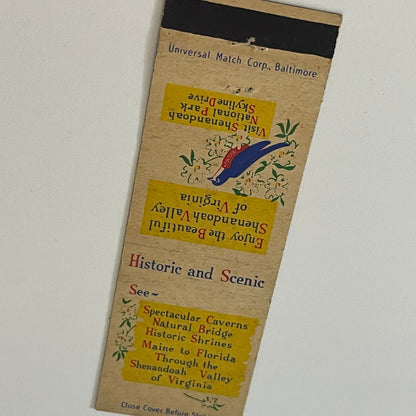 Universal Match Corp., Baltimore
Visit Shenandoah
National Park
Skyline Drive
Enjoy the Beautiful
Shenandoah Valley
of Virginia
Historic and Scenic
See~
Spectacular Caverns
Natural Bridge
Historic Shrines
Maine to Florida
Through the
Shenandoah Valley
of Virginia
Close Cover Before